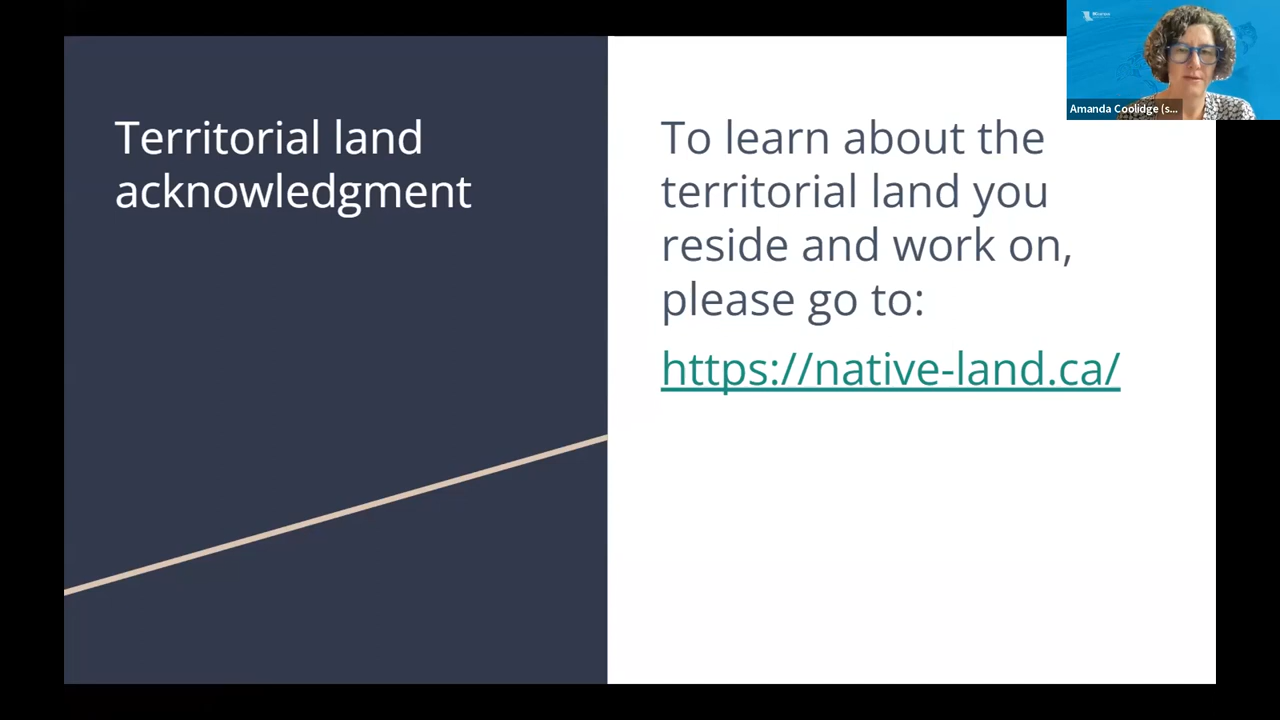 Territorial land
acknowledgment
To learn about the
territorial land you
reside and work on,
please go to:
https://native-land.ca/
Amanda Coolidge (s...